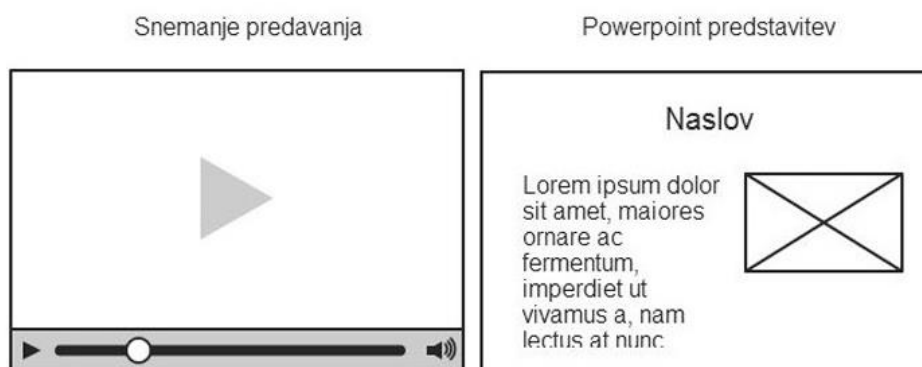 Snemanje predavanja
Powerpoint predstavitev
Naslov
Lorem ipsum dolor
sit amet, maiores
ornare ac
fermentum,
imperdiet ut
vivamus a, nam
lectus at nunc